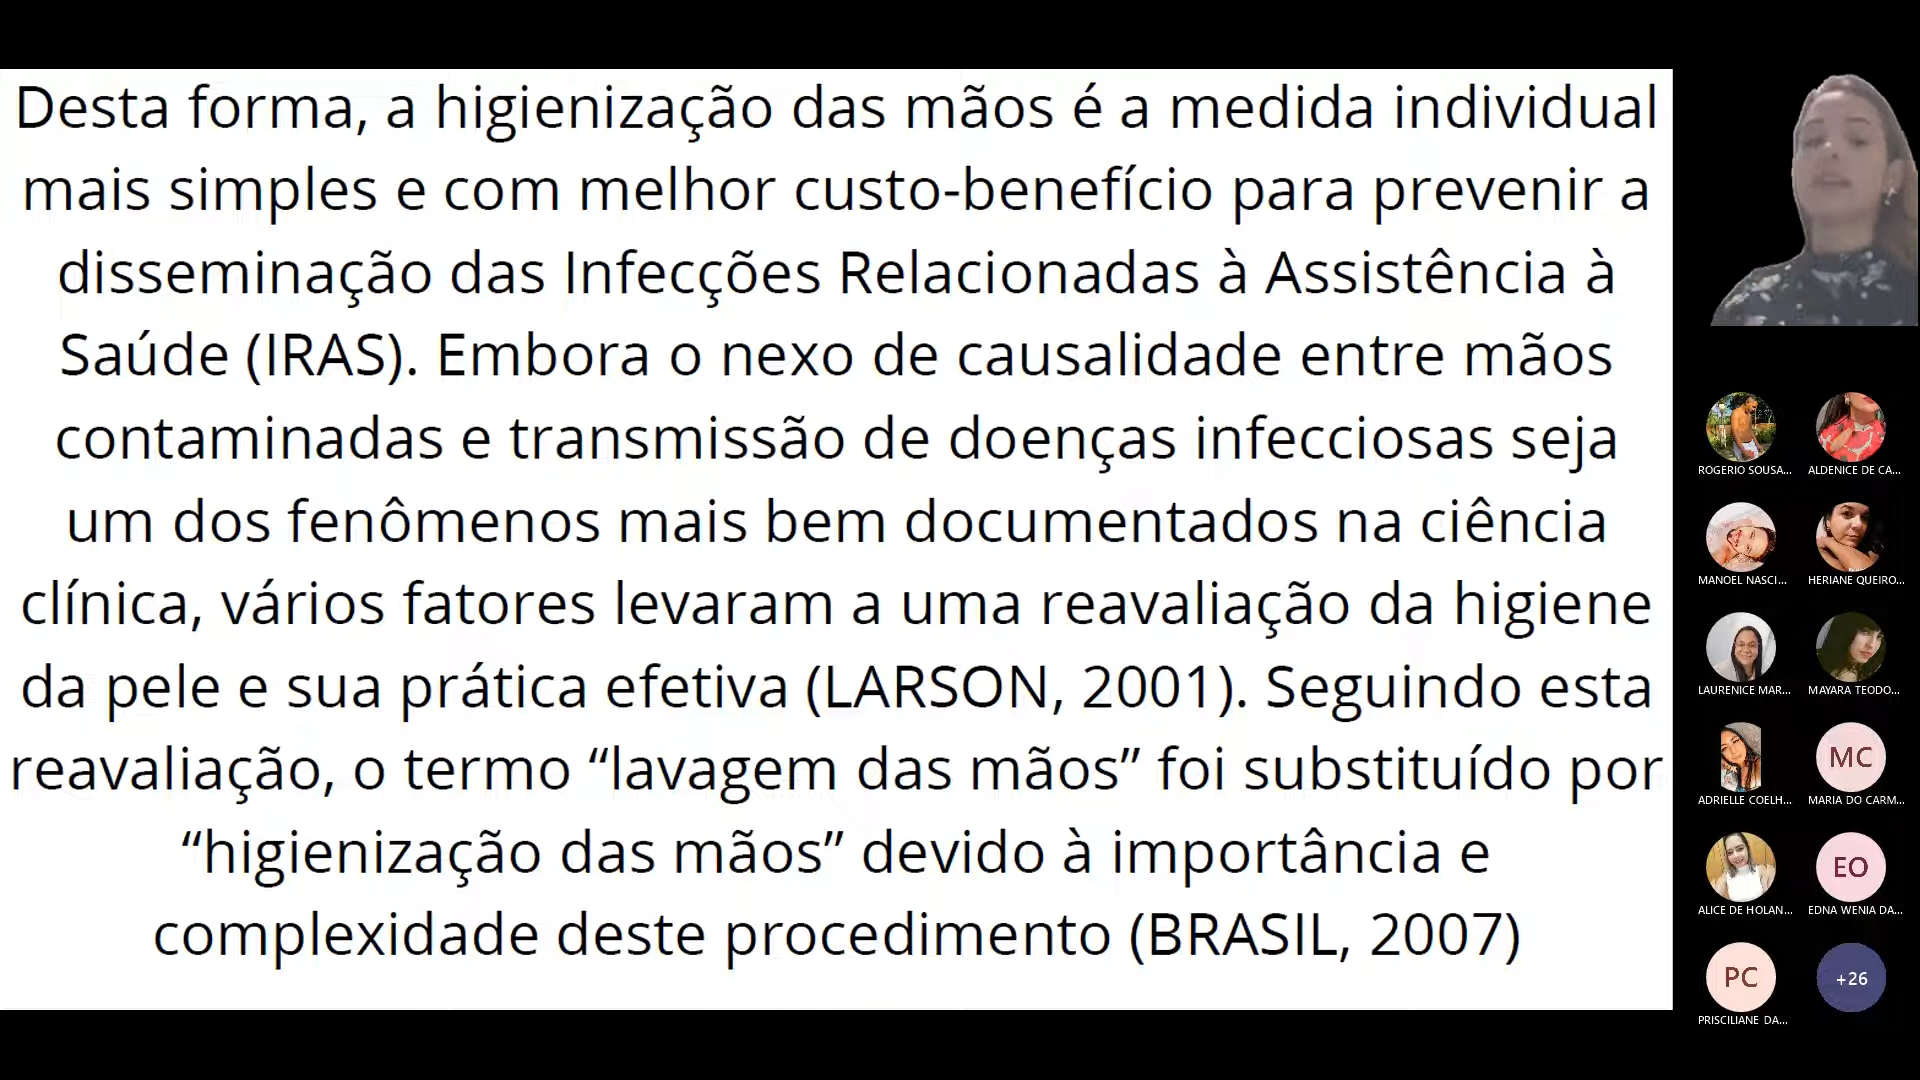 Desta forma, a higienização das mãos é a medida individual
mais simples e com melhor custo-benefício para prevenir a
disseminação das Infecções Relacionadas à Assistência à
Saúde (IRAS). Embora o nexo de causalidade entre mãos
contaminadas e transmissão de doenças infecciosas seja
um dos fenômenos mais bem documentados na ciência
clínica, vários fatores levaram a uma reavaliação da higiene
da pele e sua prática efetiva (LARSON, 2001). Seguindo esta
reavaliação, o termo “lavagem das mãos” foi substituído por
“higienização das mãos” devido à importância e
complexidade deste procedimento (BRASIL, 2007)
ROGERIO SOUSA...
ALDENICE DE CA...
MANOEL NASCI...
HERIANE QUEIRO...
LAURENICE MAR...
MAYARA TEODO...
ADRIELLE COELH...
MC
MARIA DO CARM...
ALICE DE HOLAN...
EO
EDNA WENIA DA...
PC
PRISCILIANE DA...
+26